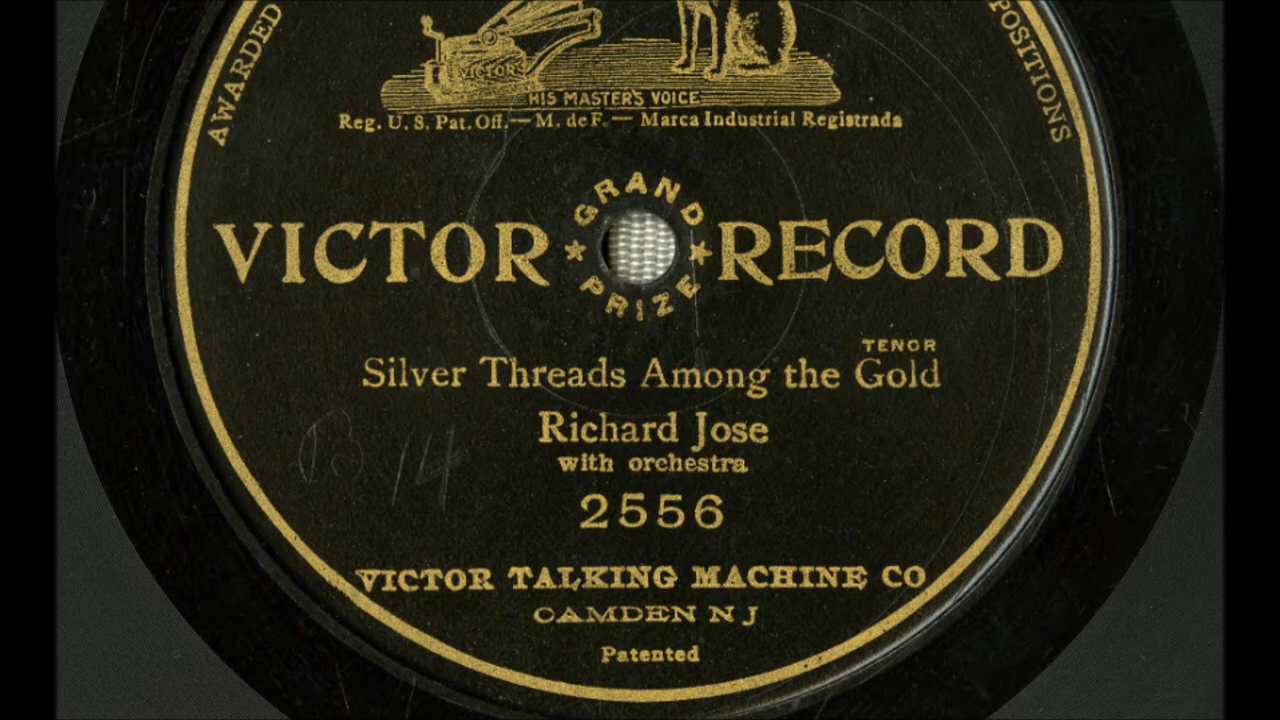 AWARDED
POSITIONS
VICTOR
HIS MASTER'S VOICE
Reg. U. S. Pat. Off.— M. de F. — Marca Industrial Registrada
VICTOR GRAND PRIZE RECORD
TENOR
Silver Threads Among the Gold
Richard Jose
with orchestra
B 14
2556
VICTOR TALKING MACHINE CO
CAMDEN N J
Patented